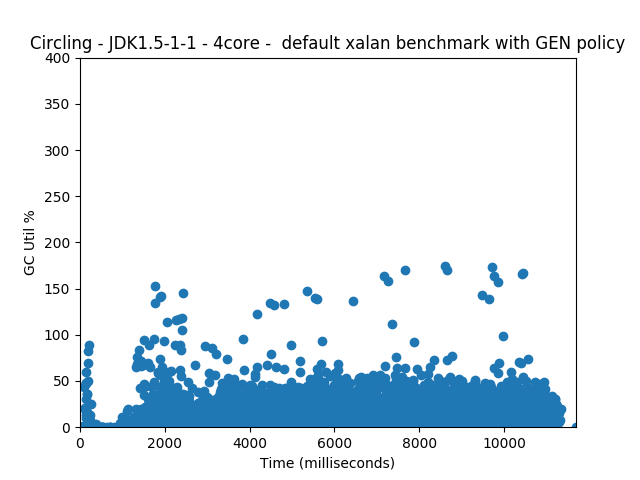 Circling - JDK1.5-1-1 - 4core -  default xalan benchmark with GEN policy
400
350
300
250
200
150
100
50
0
GC Util %
0 2000 4000 6000 8000 10000
Time (milliseconds)